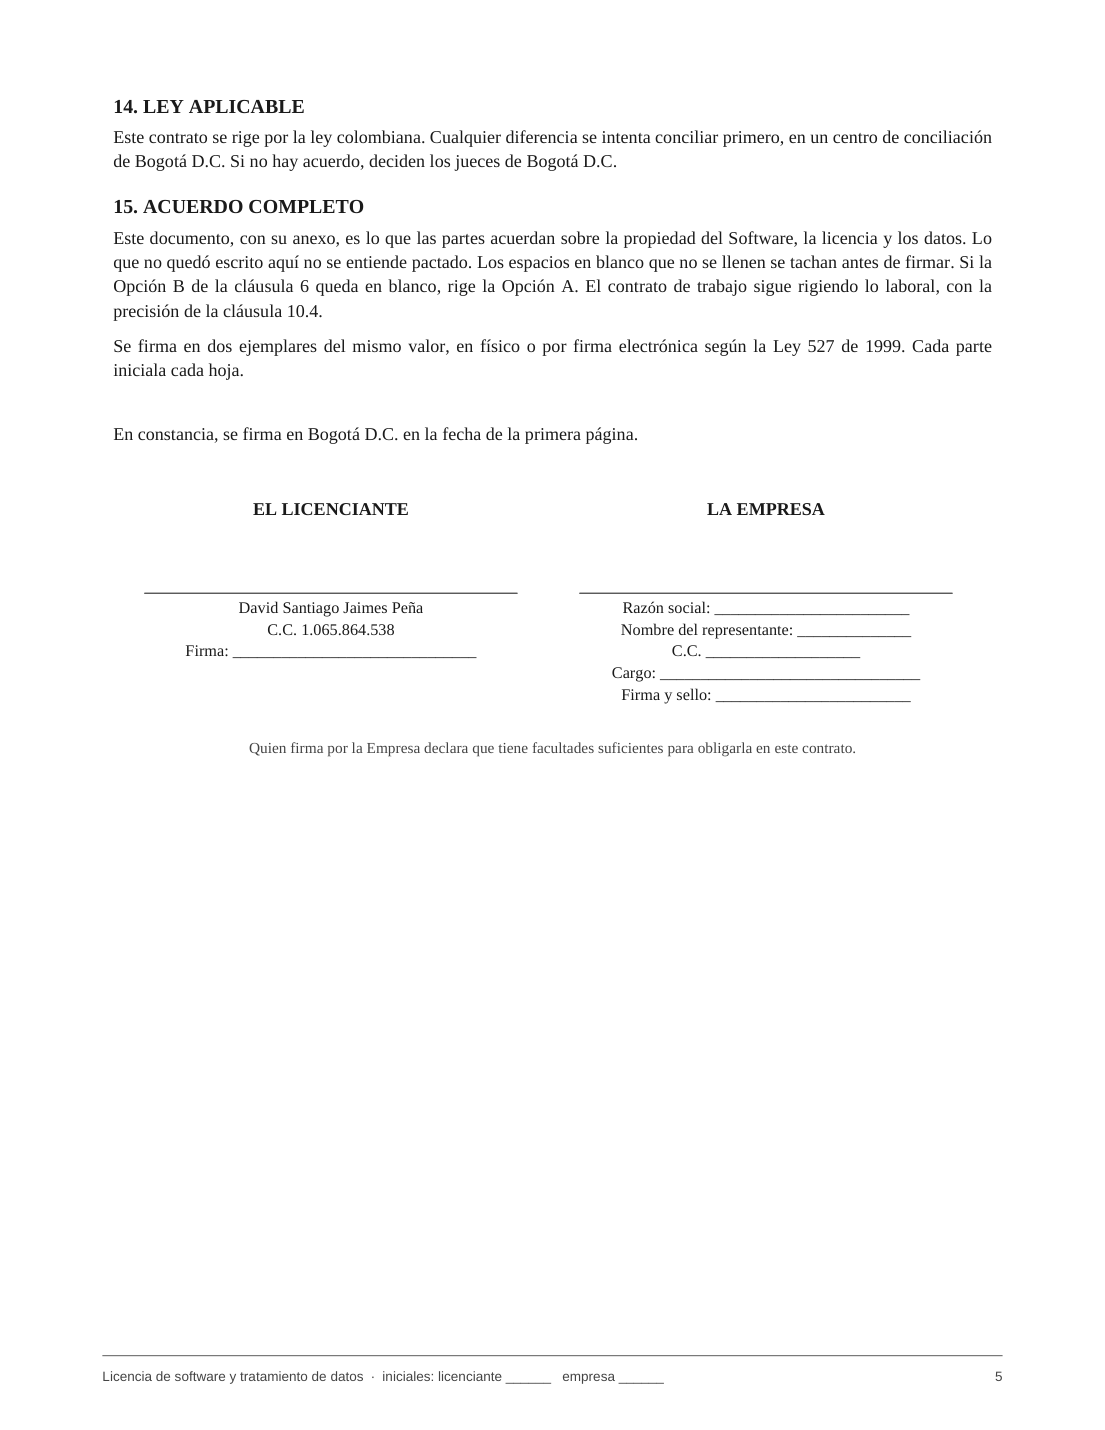 14. LEY APLICABLE
Este contrato se rige por la ley colombiana. Cualquier diferencia se intenta conciliar primero, en un centro de conciliación
de Bogotá D.C. Si no hay acuerdo, deciden los jueces de Bogotá D.C.
15. ACUERDO COMPLETO
Este documento, con su anexo, es lo que las partes acuerdan sobre la propiedad del Software, la licencia y los datos. Lo
que no quedó escrito aquí no se entiende pactado. Los espacios en blanco que no se llenen se tachan antes de firmar. Si la
Opción B de la cláusula 6 queda en blanco, rige la Opción A. El contrato de trabajo sigue rigiendo lo laboral, con la
precisión de la cláusula 10.4.
Se firma en dos ejemplares del mismo valor, en físico o por firma electrónica según la Ley 527 de 1999. Cada parte
iniciala cada hoja.
En constancia, se firma en Bogotá D.C. en la fecha de la primera página.
EL LICENCIANTE
David Santiago Jaimes Peña
C.C. 1.065.864.538
Firma: ______________________________
LA EMPRESA
Razón social: ________________________
Nombre del representante: ______________
C.C. ___________________
Cargo: ________________________________
Firma y sello: ________________________
Quien firma por la Empresa declara que tiene facultades suficientes para obligarla en este contrato.
Licencia de software y tratamiento de datos · iniciales: licenciante ______ empresa ______ 5